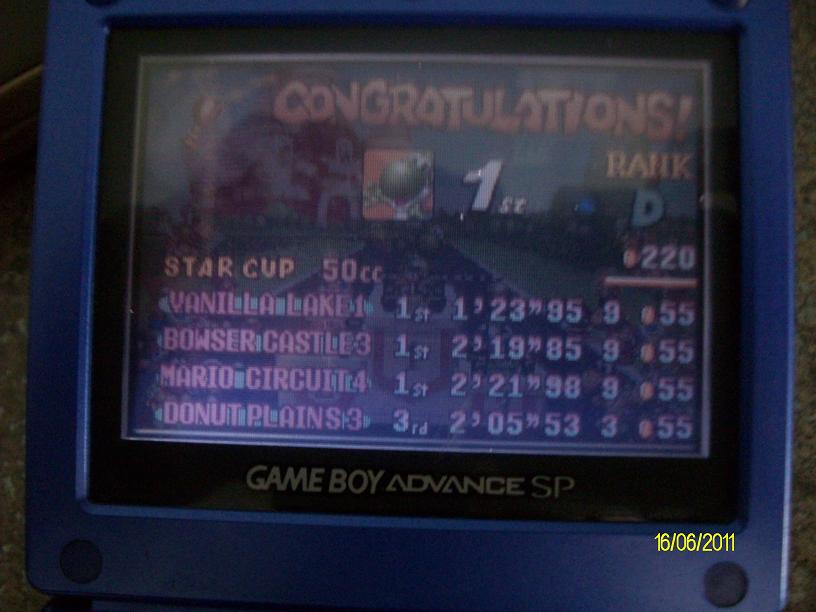 CONGRATULATIONS!
1st
RANK
D
220
STAR CUP 50cc
VANILLA LAKE 1 1st 1'23"95 9 55
BOWSER CASTLE 3 1st 2'19"85 9 55
MARIO CIRCUIT 4 1st 2'21"98 9 55
DONUT PLAINS 3 3rd 2'05"53 3 55
GAME BOY ADVANCE SP
16/06/2011